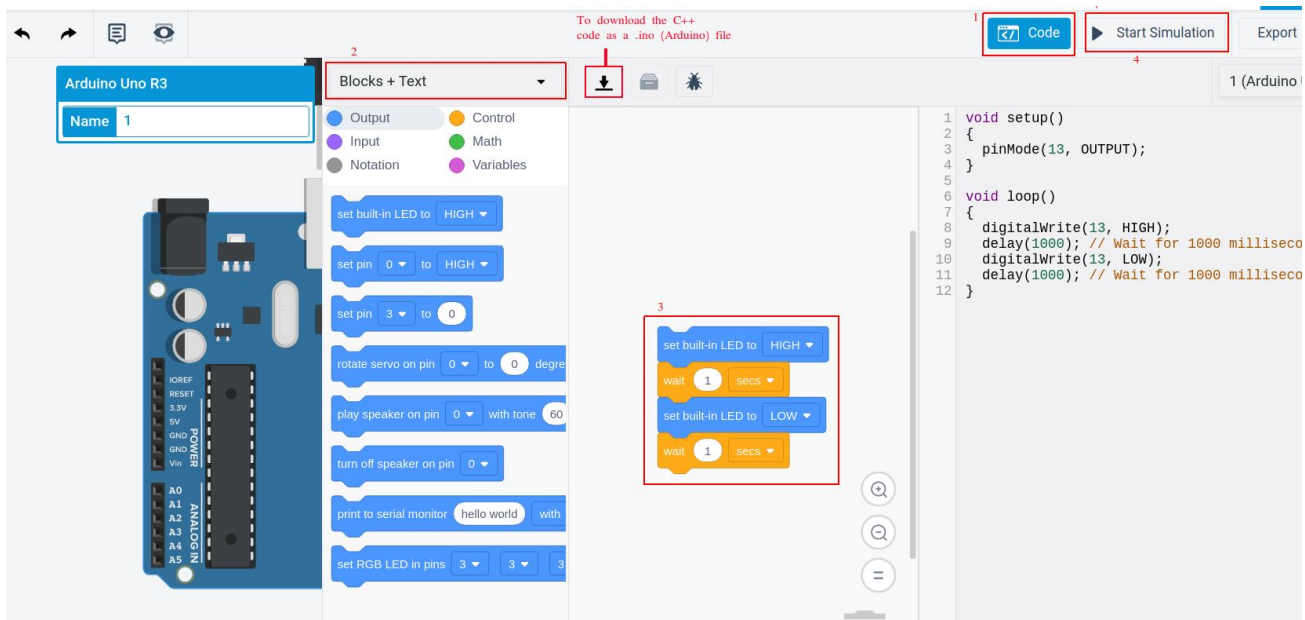 To download the C++
code as a .ino (Arduino) file
1
Code
Start Simulation
Export
2
4
Arduino Uno R3
Name 1
Blocks + Text
1 (Arduino
Output
Control
Input
Math
Notation
Variables
set built-in LED to HIGH
set pin 0 to HIGH
set pin 3 to 0
rotate servo on pin 0 to 0 degre
play speaker on pin 0 with tone 60
turn off speaker on pin 0
print to serial monitor hello world with
set RGB LED in pins 3 3 3
3
set built-in LED to HIGH
wait 1 secs
set built-in LED to LOW
wait 1 secs
1 void setup()
2 {
3 pinMode(13, OUTPUT);
4 }
5
6 void loop()
7 {
8 digitalWrite(13, HIGH);
9 delay(1000); // Wait for 1000 milliseco
10 digitalWrite(13, LOW);
11 delay(1000); // Wait for 1000 milliseco
12 }
IOREF
RESET
3.3V
5V
GND
GND
Vin
POWER
A0
A1
A2
A3
A4
A5
ANALOG IN
=